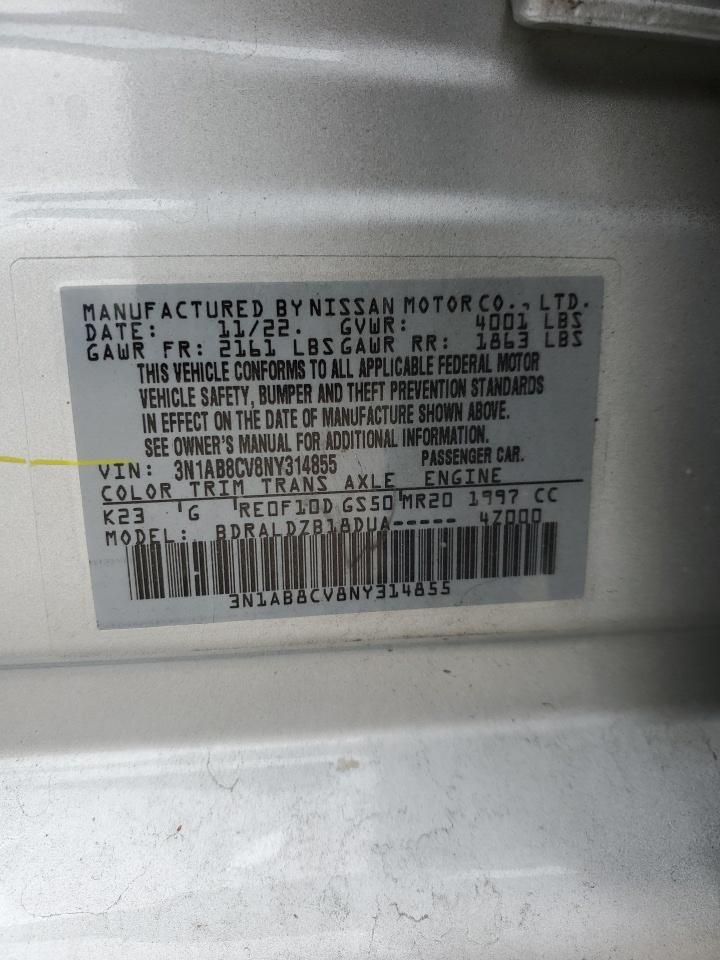 MANUFACTURED BY NISSAN MOTOR CO., LTD.
DATE: 11/22. GVWR: 4001 LBS
GAWR FR: 2161 LBS GAWR RR: 1863 LBS
THIS VEHICLE CONFORMS TO ALL APPLICABLE FEDERAL MOTOR
VEHICLE SAFETY, BUMPER AND THEFT PREVENTION STANDARDS
IN EFFECT ON THE DATE OF MANUFACTURE SHOWN ABOVE.
SEE OWNER'S MANUAL FOR ADDITIONAL INFORMATION.
VIN: 3N1AB8CV8NY314855 PASSENGER CAR.
COLOR TRIM TRANS AXLE ENGINE
K23 G RE0F10D GS50 MR20 1997 CC
MODEL: BDRALDZB18DUA----- 4Z000
3N1AB8CV8NY314855